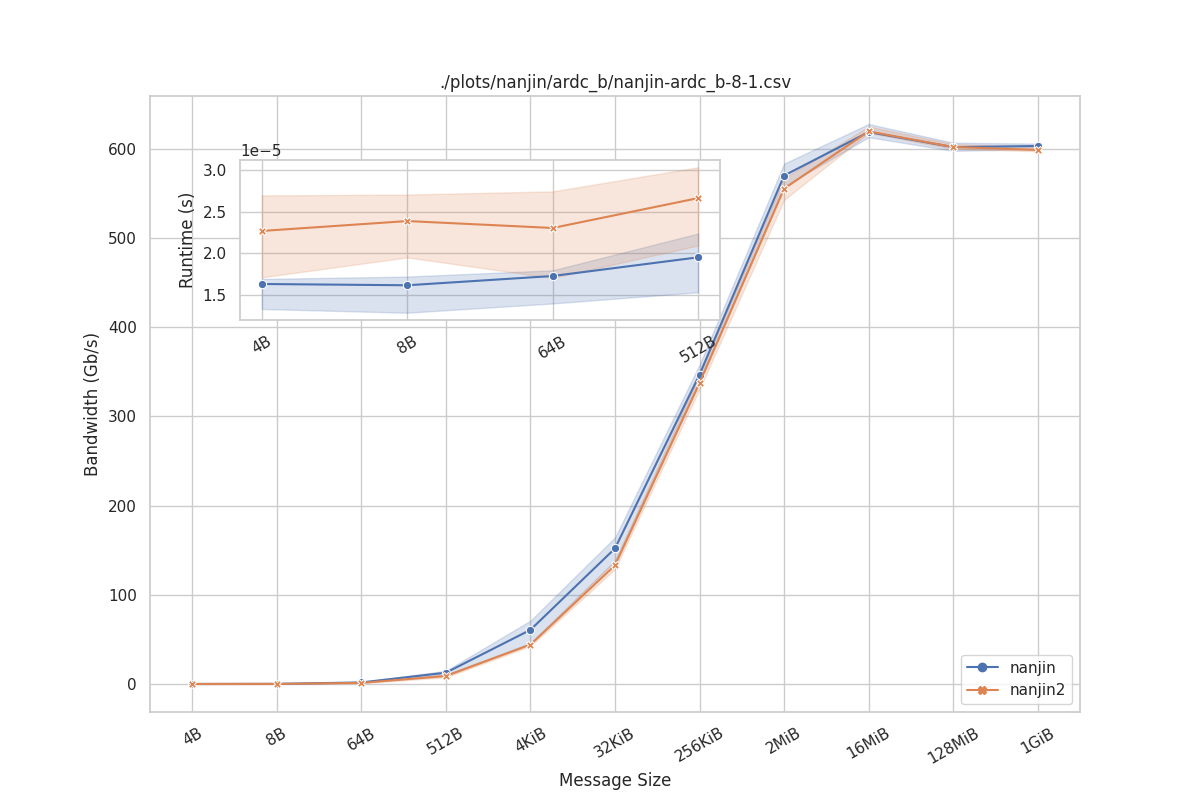 ./plots/nanjin/ardc_b/nanjin-ardc_b-8-1.csv
Bandwidth (Gb/s)
600
500
400
300
200
100
0
1e−5
Runtime (s)
3.0
2.5
2.0
1.5
4B
8B
64B
512B
nanjin
nanjin2
4B
8B
64B
512B
4KiB
32KiB
256KiB
2MiB
16MiB
128MiB
1GiB
Message Size